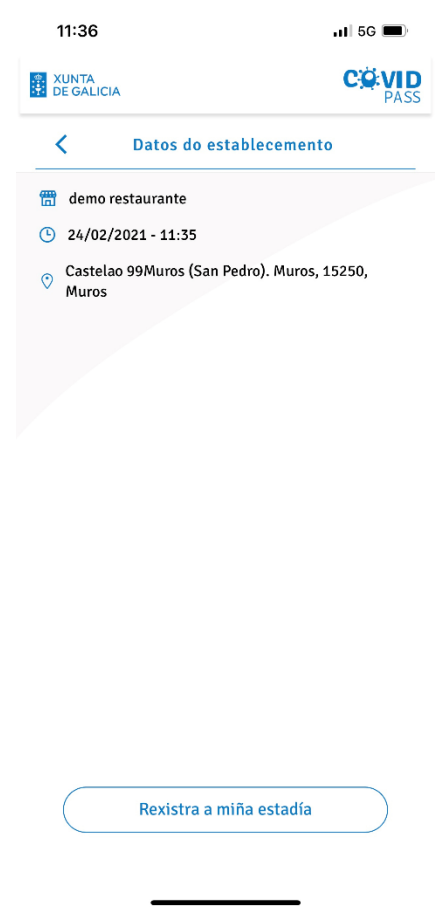 11:36
5G
XUNTA
DE GALICIA
COVID
PASS
Datos do establecemento
demo restaurante
24/02/2021 - 11:35
Castelao 99Muros (San Pedro). Muros, 15250,
Muros
Rexistra a miña estadía